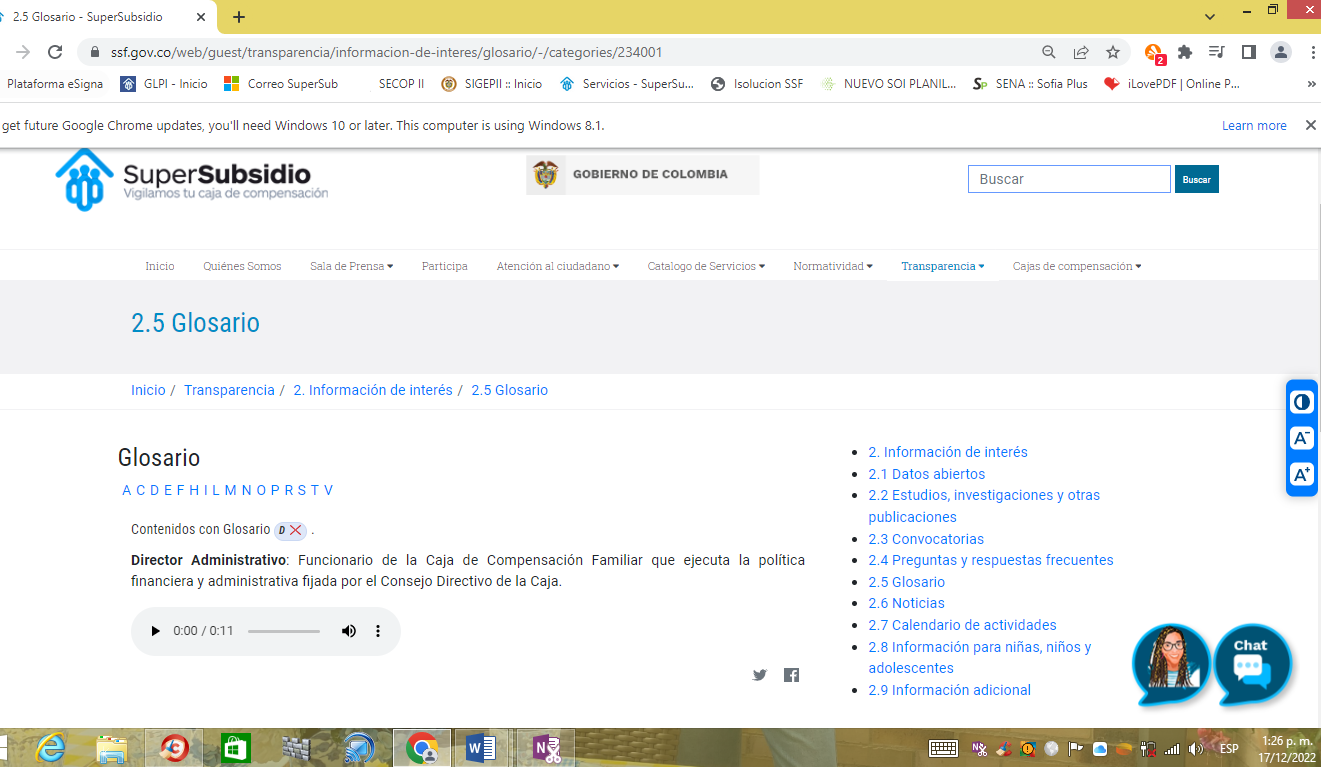 2.5 Glosario - SuperSubsidio
ssf.gov.co/web/guest/transparencia/informacion-de-interes/glosario/-/categories/234001
2
Plataforma eSigna GLPI - Inicio Correo SuperSub SECOP II SIGEPII :: Inicio Servicios - SuperSu... Isolucion SSF NUEVO SOI PLANIL... SENA :: Sofia Plus iLovePDF | Online P... »
get future Google Chrome updates, you'll need Windows 10 or later. This computer is using Windows 8.1. Learn more
SuperSubsidio
Vigilamos tu caja de compensación
GOBIERNO DE COLOMBIA
Buscar Buscar
Inicio Quiénes Somos Sala de Prensa Participa Atención al ciudadano Catalogo de Servicios Normatividad Transparencia Cajas de compensación
2.5 Glosario
Inicio / Transparencia / 2. Información de interés / 2.5 Glosario
A-
A+
Glosario
A C D E F H I L M N O P R S T V
Contenidos con Glosario D .
Director Administrativo: Funcionario de la Caja de Compensación Familiar que ejecuta la política
financiera y administrativa fijada por el Consejo Directivo de la Caja.
0:00 / 0:11
2. Información de interés
2.1 Datos abiertos
2.2 Estudios, investigaciones y otras
publicaciones
2.3 Convocatorias
2.4 Preguntas y respuestas frecuentes
2.5 Glosario
2.6 Noticias
2.7 Calendario de actividades
2.8 Información para niñas, niños y
adolescentes
2.9 Información adicional
Chat
ESP
1:26 p. m.
17/12/2022